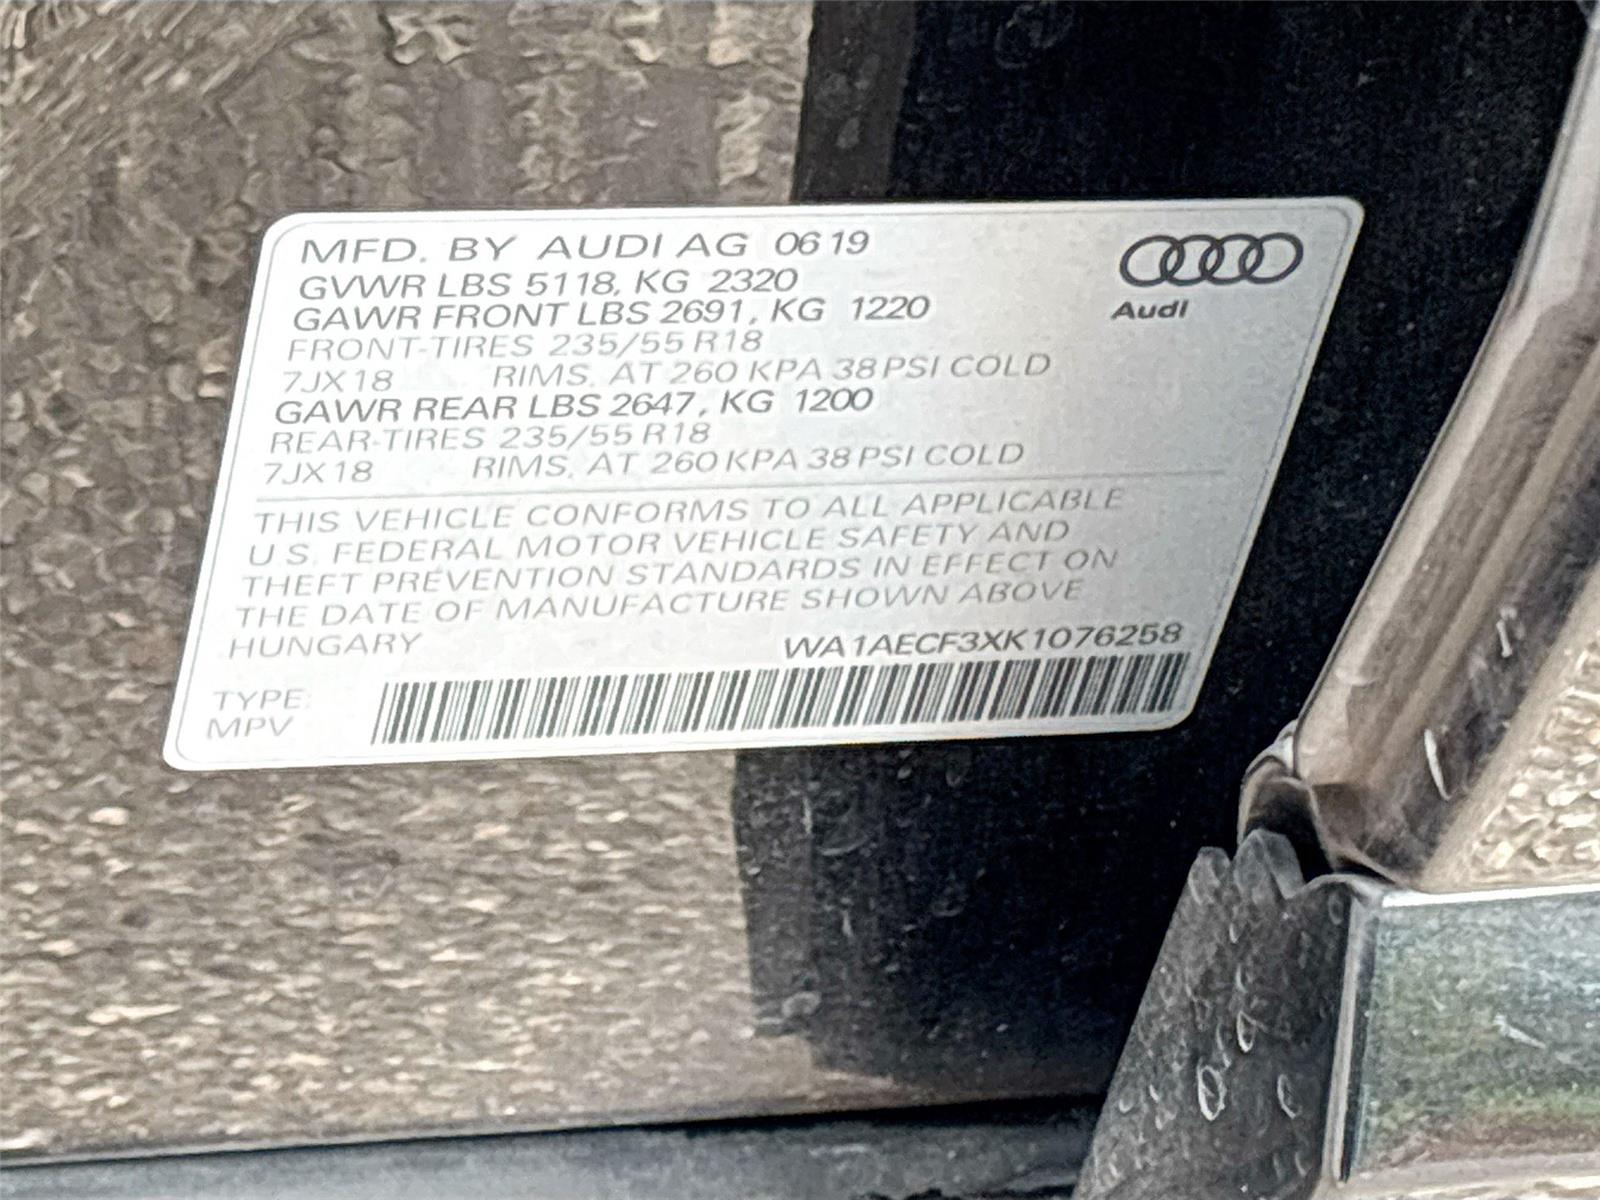 MFD. BY AUDI AG 06 19
GVWR LBS 5118, KG 2320
GAWR FRONT LBS 2691, KG 1220
FRONT-TIRES 235/55 R18
7JX18 RIMS, AT 260 KPA 38 PSI COLD
GAWR REAR LBS 2647, KG 1200
REAR-TIRES 235/55 R18
7JX18 RIMS, AT 260 KPA 38 PSI COLD
Audi
THIS VEHICLE CONFORMS TO ALL APPLICABLE
U.S. FEDERAL MOTOR VEHICLE SAFETY AND
THEFT PREVENTION STANDARDS IN EFFECT ON
THE DATE OF MANUFACTURE SHOWN ABOVE
HUNGARY WA1AECF3XK1076258
TYPE:
MPV